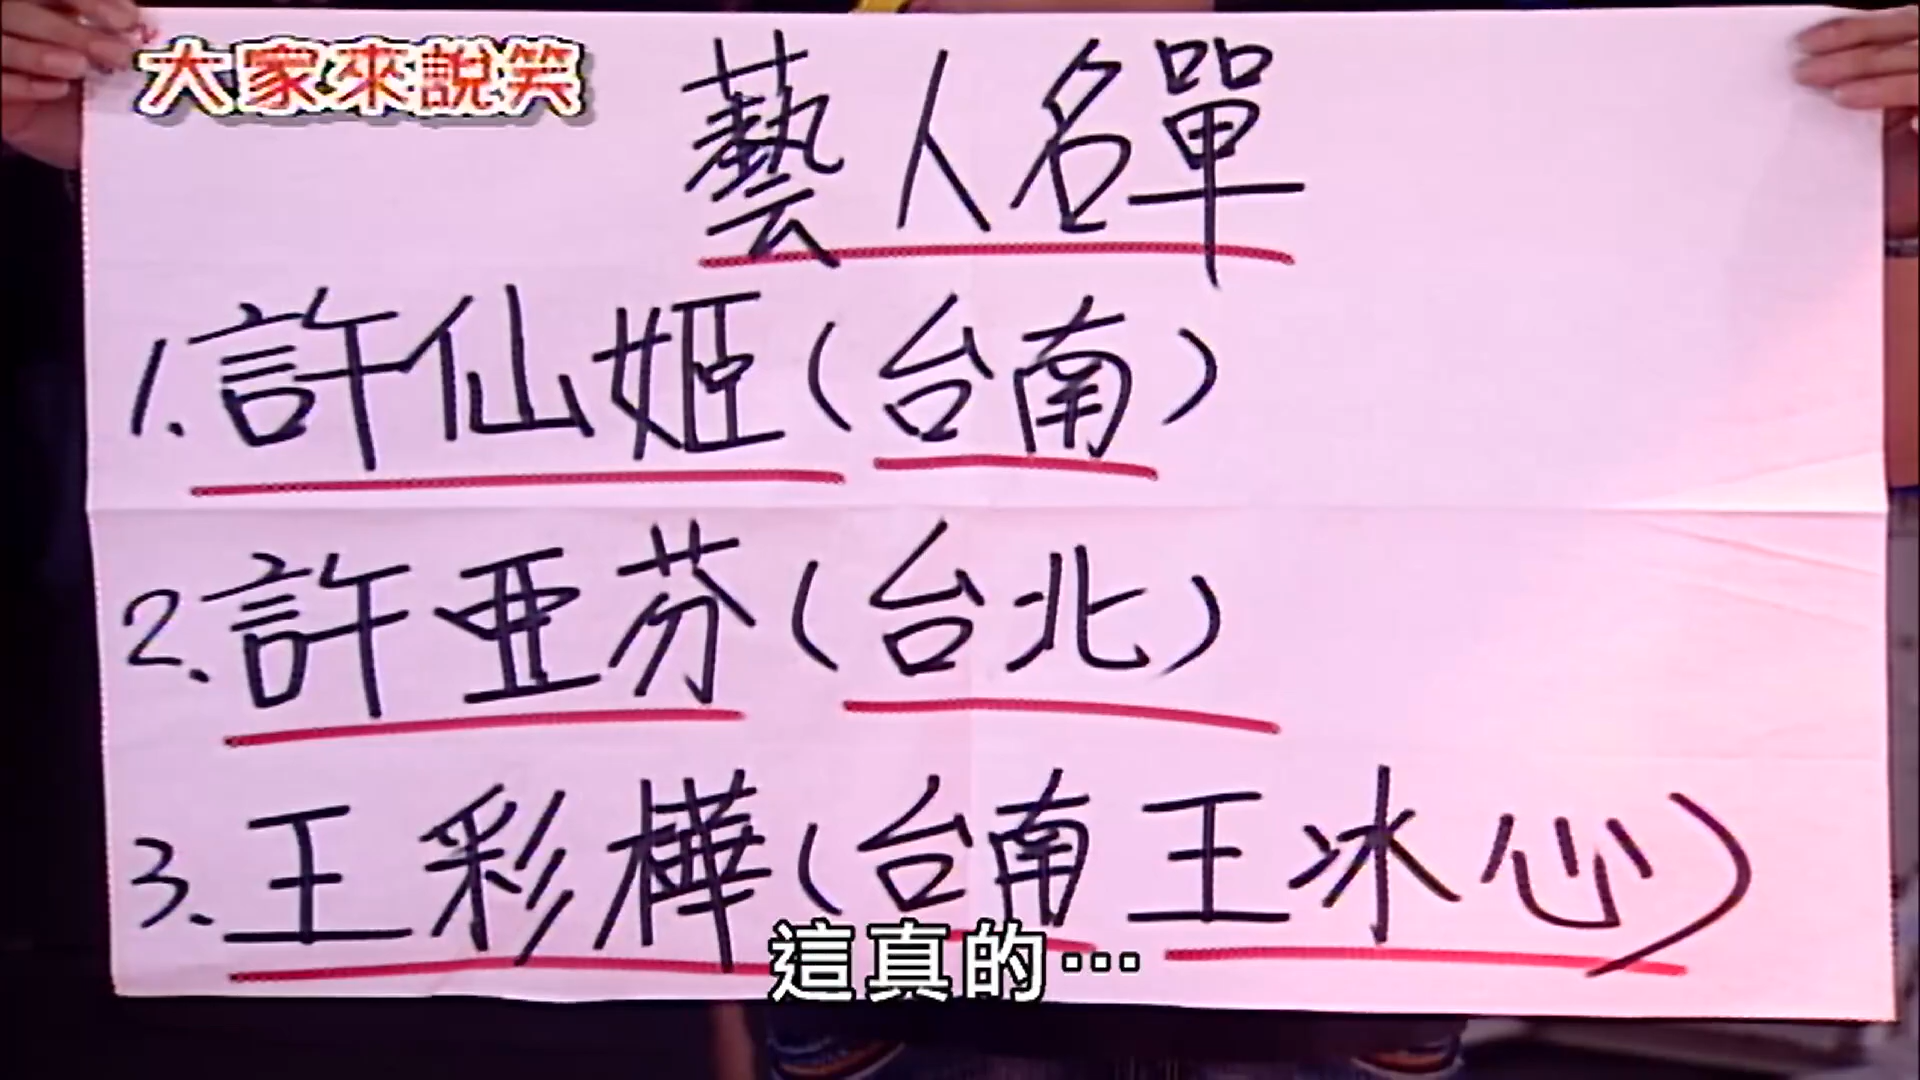 大家來說笑
藝人名單
1.許仙姬(台南)
2.許亞芬(台北)
3.王彩樺(台南王冰心)
這真的…